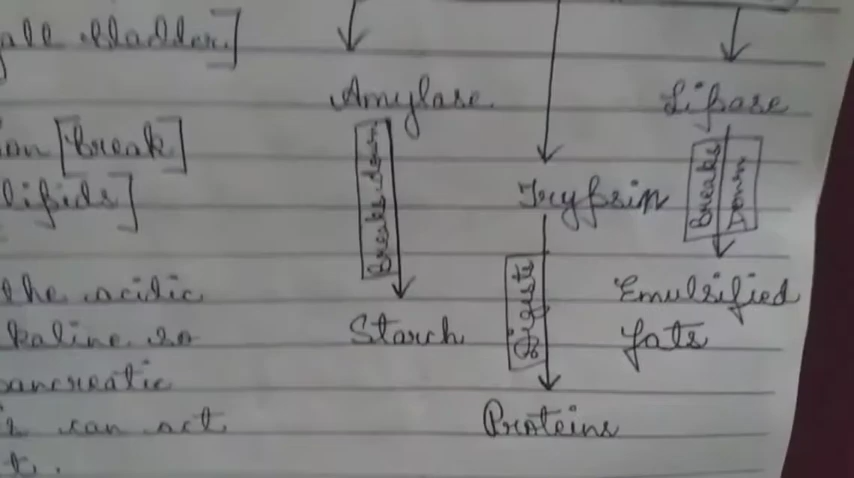 gall bladder]
Amylase
Lipase
[Break
lipids]
Breaks down
Trypsin
Breaks
Down
the acidic
Digests
Emulsified
fats
kaline so
Starch
pancreatic
can act
Proteins